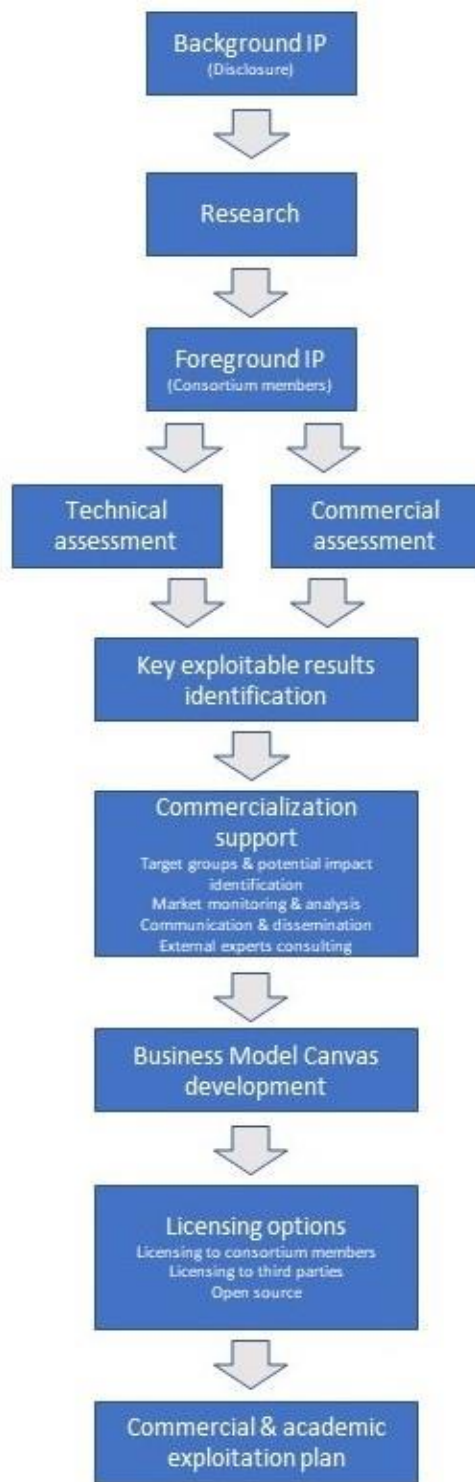 Background IP
(Disclosure)
Research
Foreground IP
(Consortium members)
Technical
assessment
Commercial
assessment
Key exploitable results
identification
Commercialization
support
Target groups & potential impact
identification
Market monitoring & analysis
Communication & dissemination
External experts consulting
Business Model Canvas
development
Licensing options
Licensing to consortium members
Licensing to third parties
Open source
Commercial & academic
exploitation plan